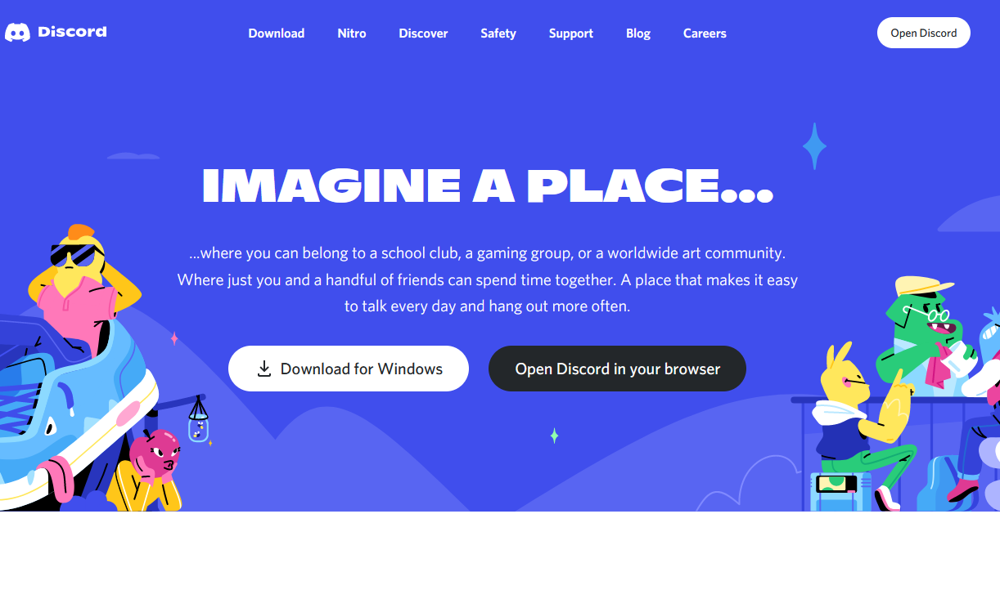 Discord
Download Nitro Discover Safety Support Blog Careers
Open Discord
IMAGINE A PLACE...
...where you can belong to a school club, a gaming group, or a worldwide art community.
Where just you and a handful of friends can spend time together. A place that makes it easy
to talk every day and hang out more often.
Download for Windows
Open Discord in your browser